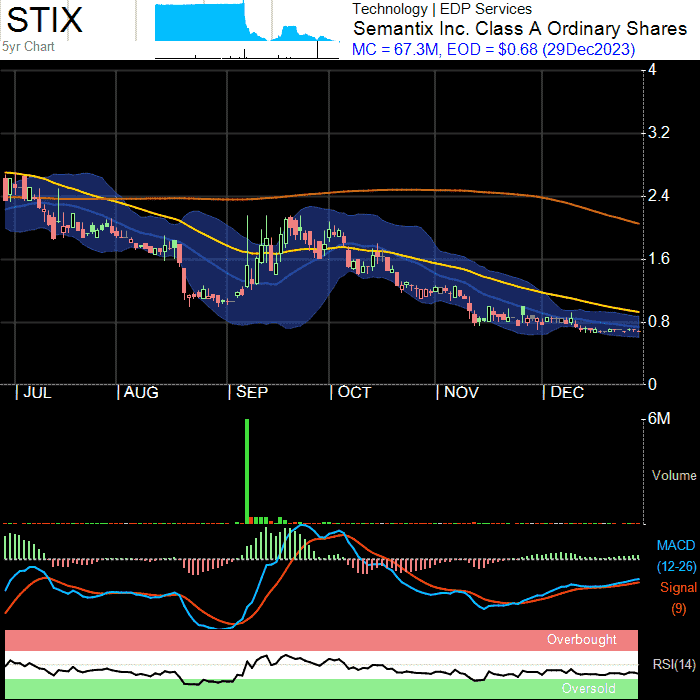 STIX
5yr Chart
Technology | EDP Services
Semantix Inc. Class A Ordinary Shares
MC = 67.3M, EOD = $0.68 (29Dec2023)
4
3.2
2.4
1.6
0.8
0
JUL AUG SEP OCT NOV DEC
6M
Volume
MACD
(12-26)
Signal
(9)
Overbought
RSI(14)
Oversold